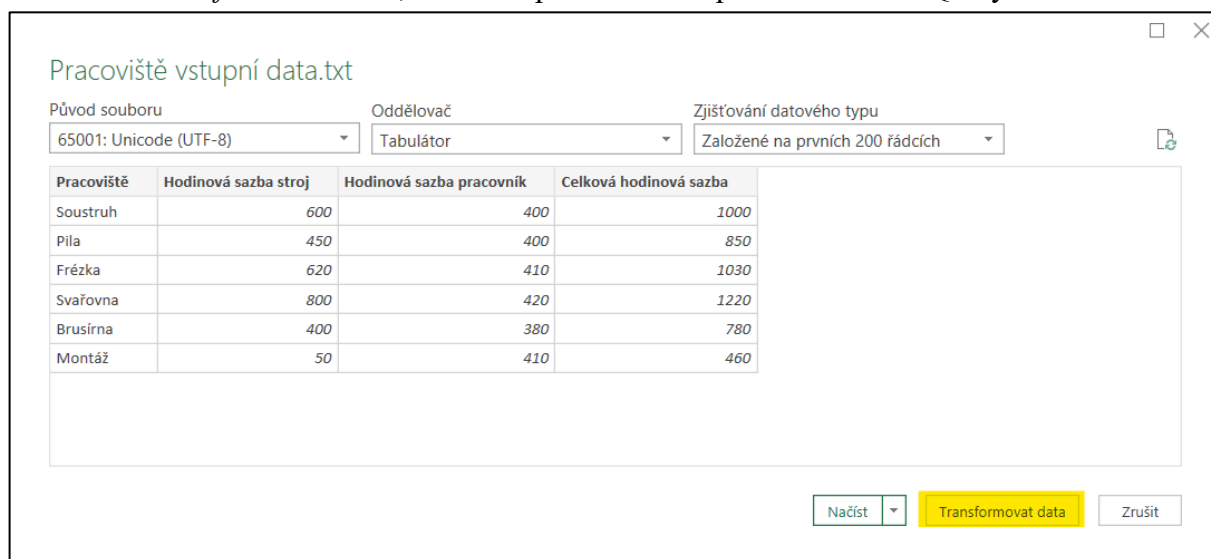 Pracoviště vstupní data.txt
Původ souboru Oddělovač Zjišťování datového typu
65001: Unicode (UTF-8) Tabulátor Založené na prvních 200 řádcích
Pracoviště Hodinová sazba stroj Hodinová sazba pracovník Celková hodinová sazba
Soustruh 600 400 1000
Pila 450 400 850
Frézka 620 410 1030
Svařovna 800 420 1220
Brusírna 400 380 780
Montáž 50 410 460
Načíst Transformovat data Zrušit